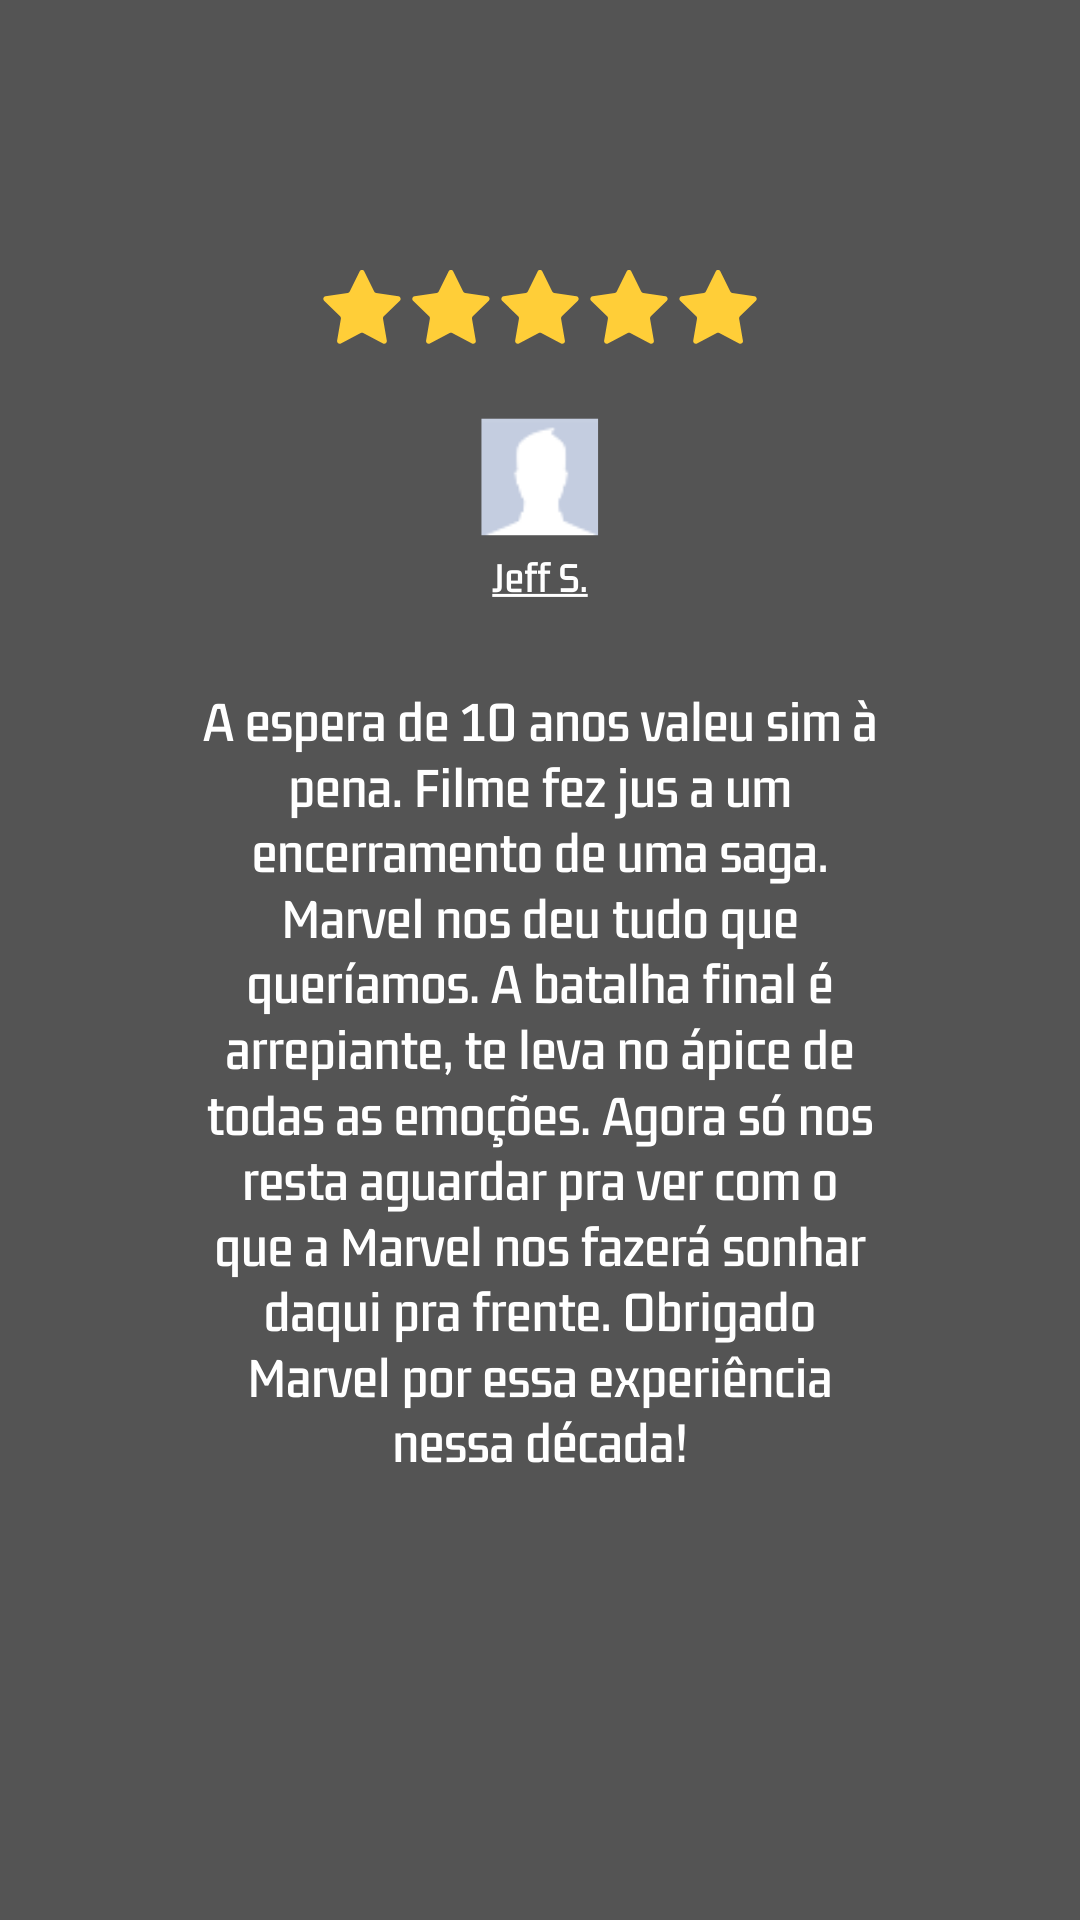 Jeff S.
A espera de 10 anos valeu sim à
pena. Filme fez jus a um
encerramento de uma saga.
Marvel nos deu tudo que
queríamos. A batalha final é
arrepiante, te leva no ápice de
todas as emoções. Agora só nos
resta aguardar pra ver com o
que a Marvel nos fazerá sonhar
daqui pra frente. Obrigado
Marvel por essa experiência
nessa década!